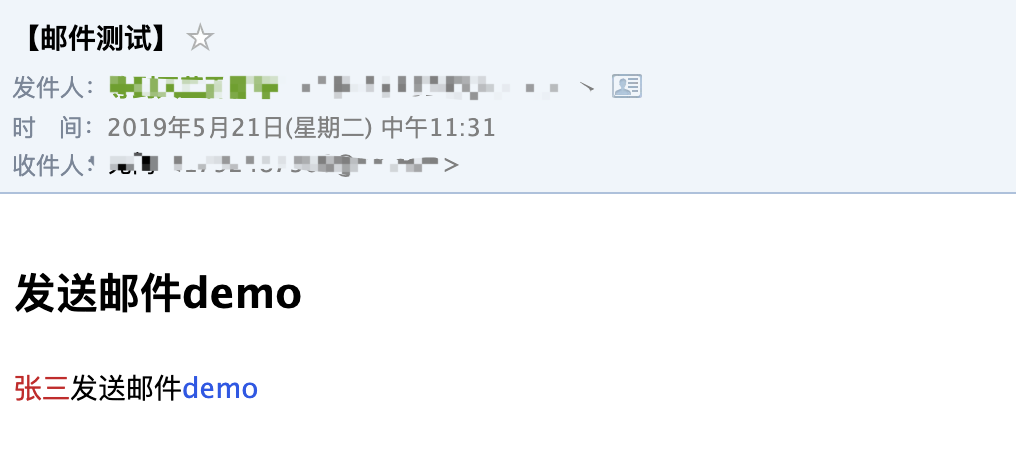 【邮件测试】
发件人：
时 间： 2019年5月21日(星期二) 中午11:31
收件人： >
发送邮件demo
张三发送邮件demo